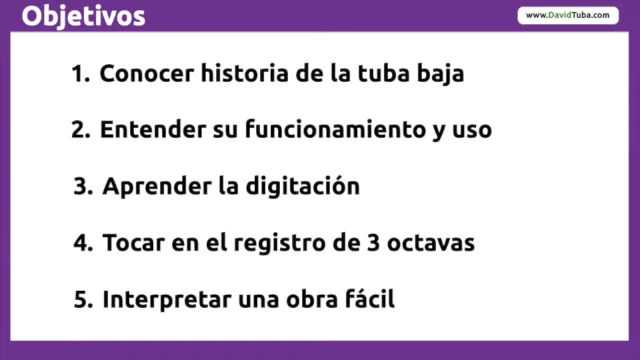 Objetivos
www.DavidTuba.com
1. Conocer historia de la tuba baja
2. Entender su funcionamiento y uso
3. Aprender la digitación
4. Tocar en el registro de 3 octavas
5. Interpretar una obra fácil